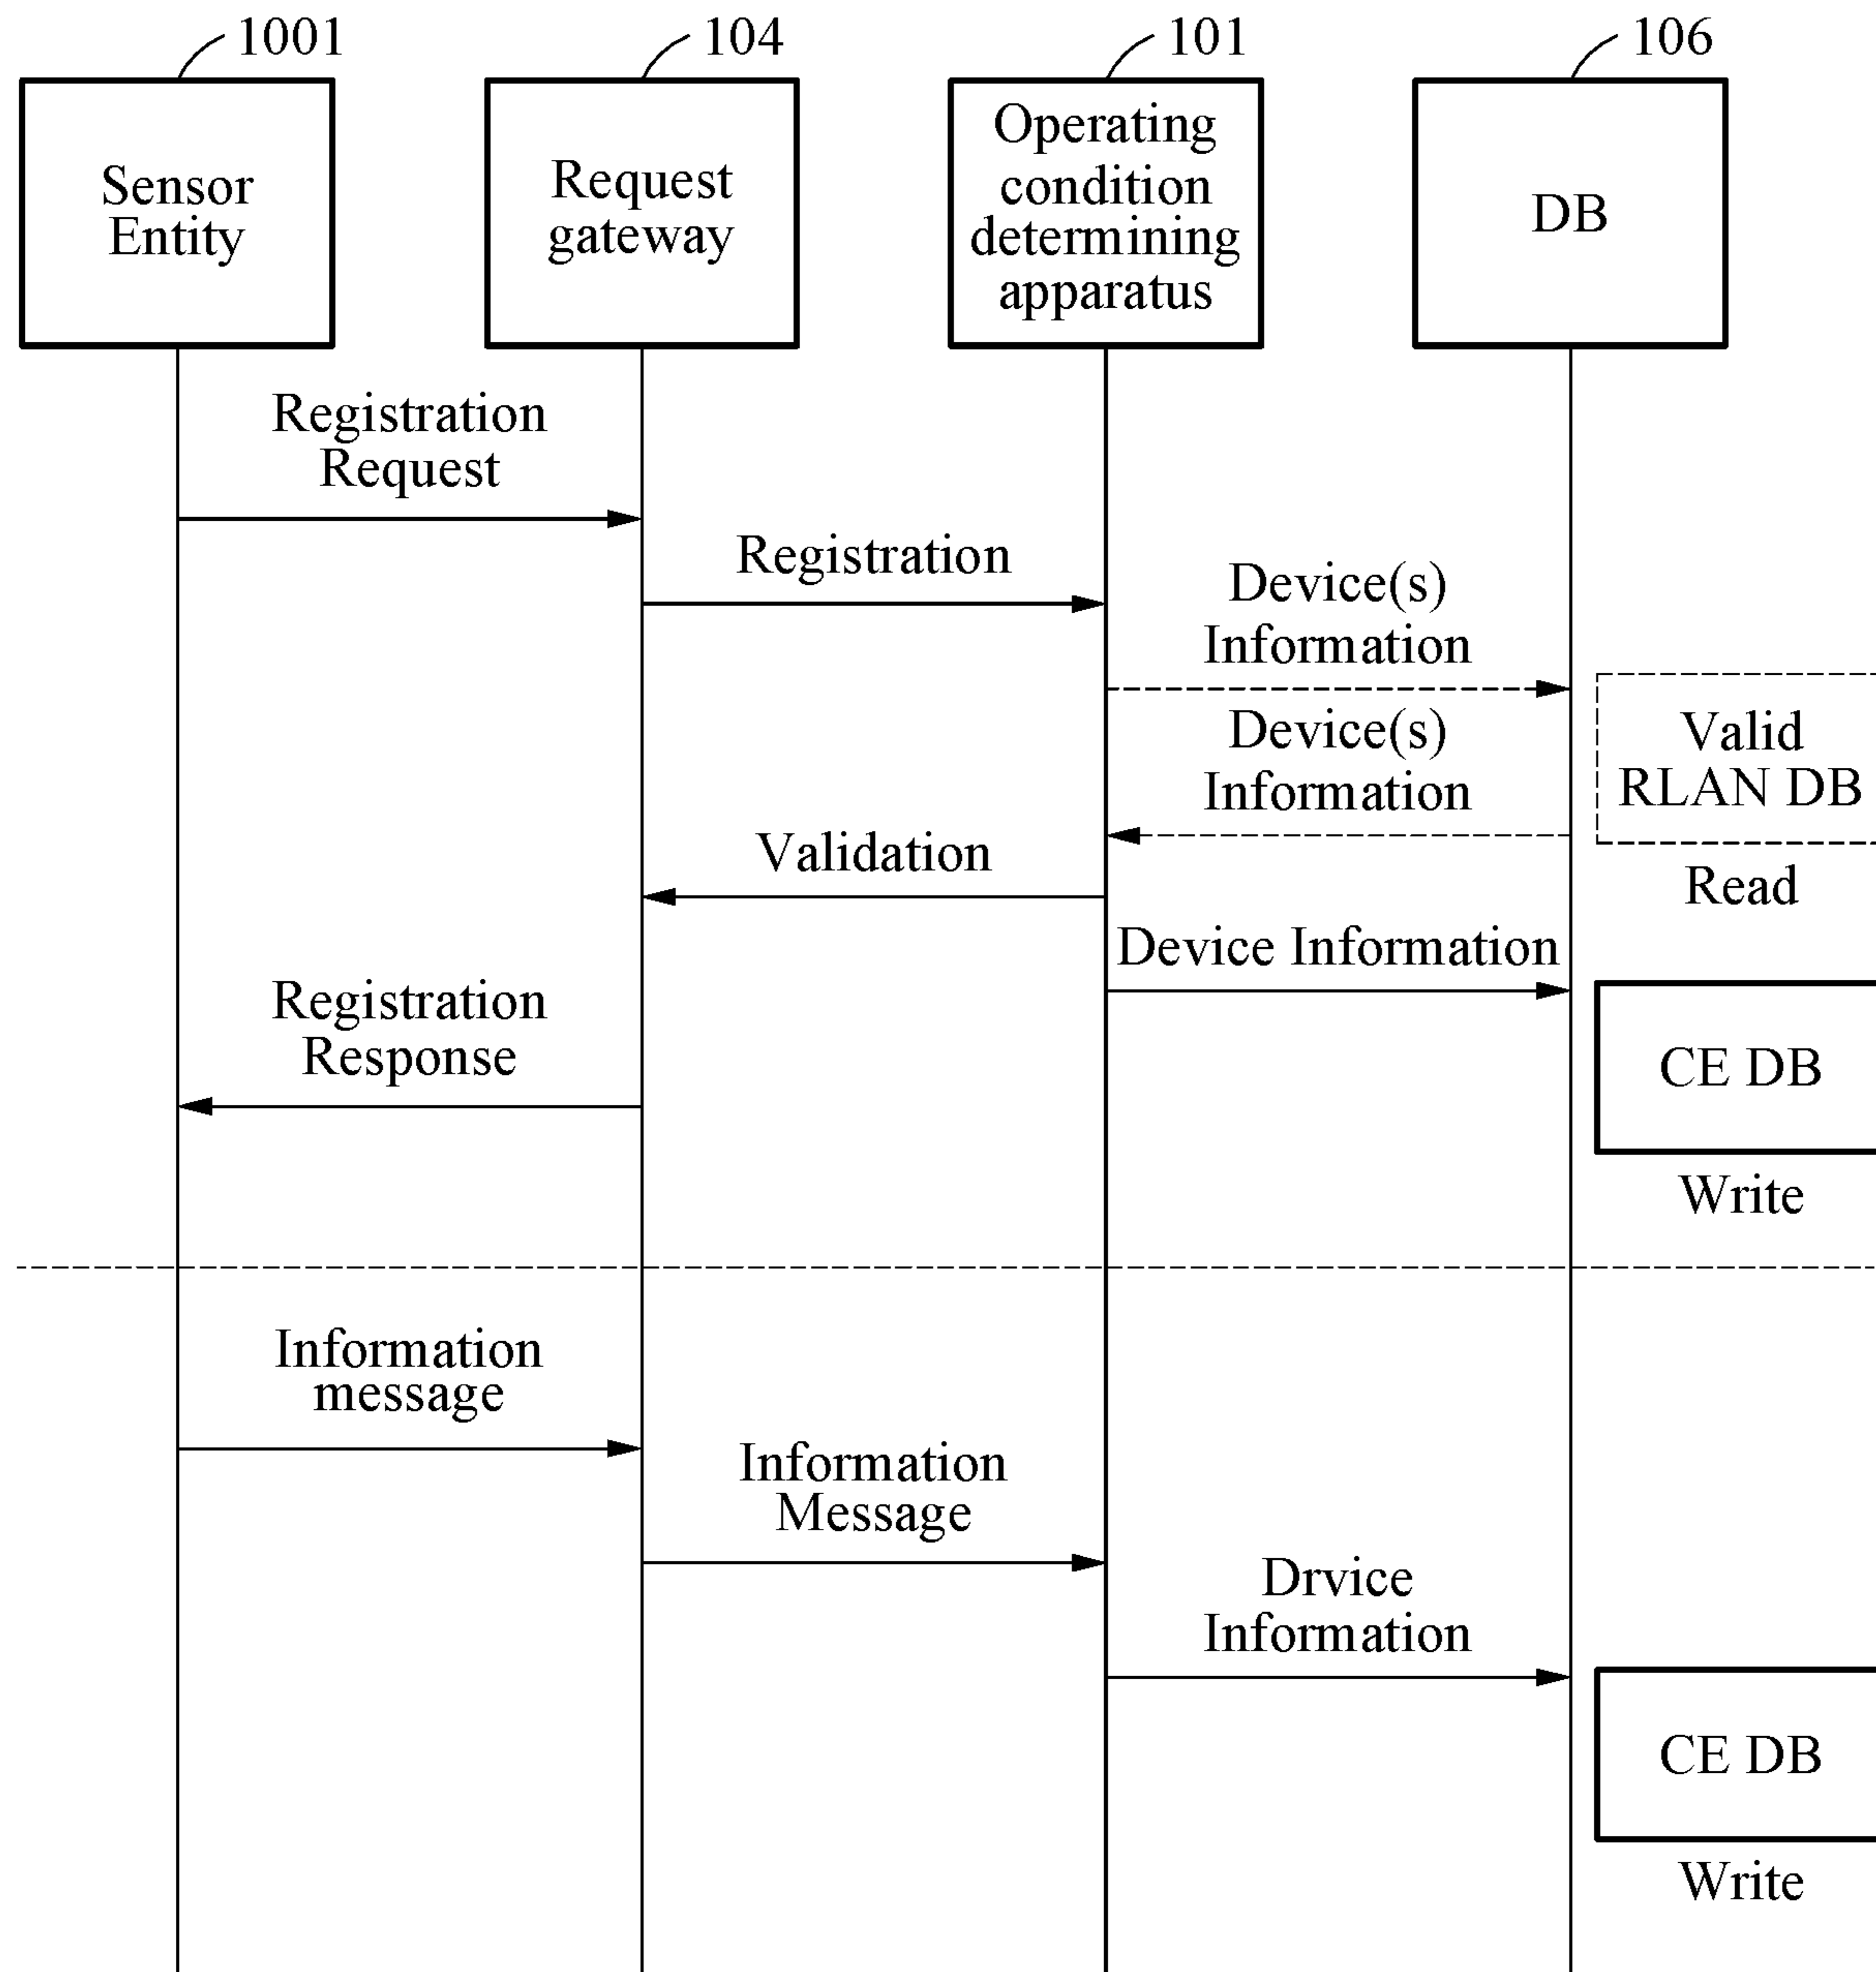 1001
104
101
106
Sensor
Entity
Request
gateway
Operating
condition
determining
apparatus
DB
Registration
Request
Registration
Device(s)
Information
Device(s)
Information
Valid
RLAN DB
Read
Validation
Device Information
Registration
Response
CE DB
Write
Information
message
Information
Message
Drvice
Information
CE DB
Write